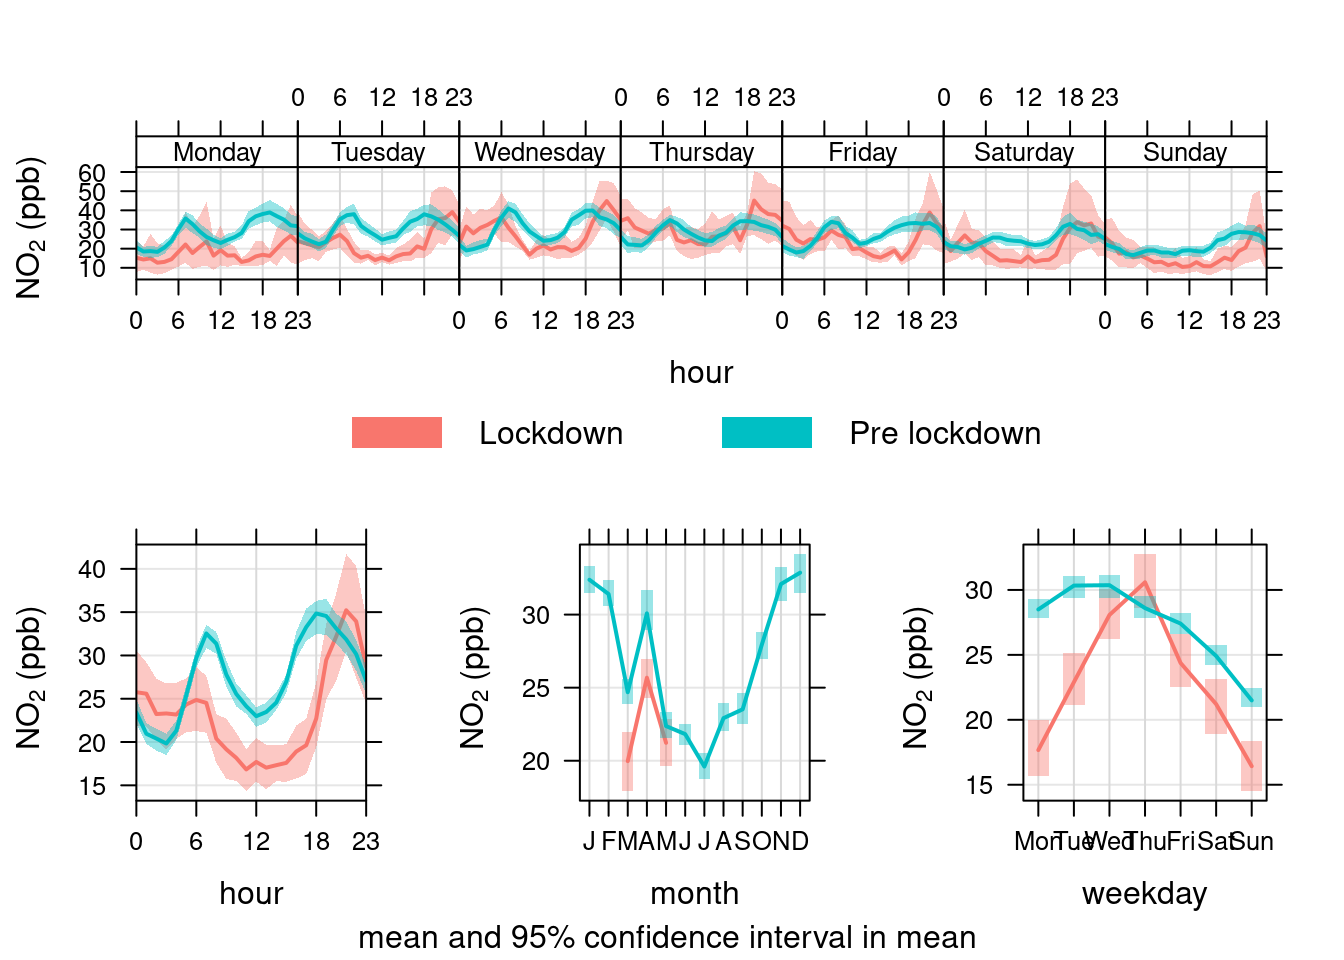 0 6 12 18 23 0 6 12 18 23 0 6 12 18 23
Monday Tuesday Wednesday Thursday Friday Saturday Sunday
NO2 (ppb)
60
50
40
30
20
10
0 6 12 18 23 0 6 12 18 23 0 6 12 18 23 0 6 12 18 23
hour
Lockdown Pre lockdown
NO2 (ppb)
40
35
30
25
20
15
0 6 12 18 23
hour
NO2 (ppb)
30
25
20
J F M A M J J A S O N D
month
NO2 (ppb)
30
25
20
15
Mon Tue Wed Thu Fri Sat Sun
weekday
mean and 95% confidence interval in mean